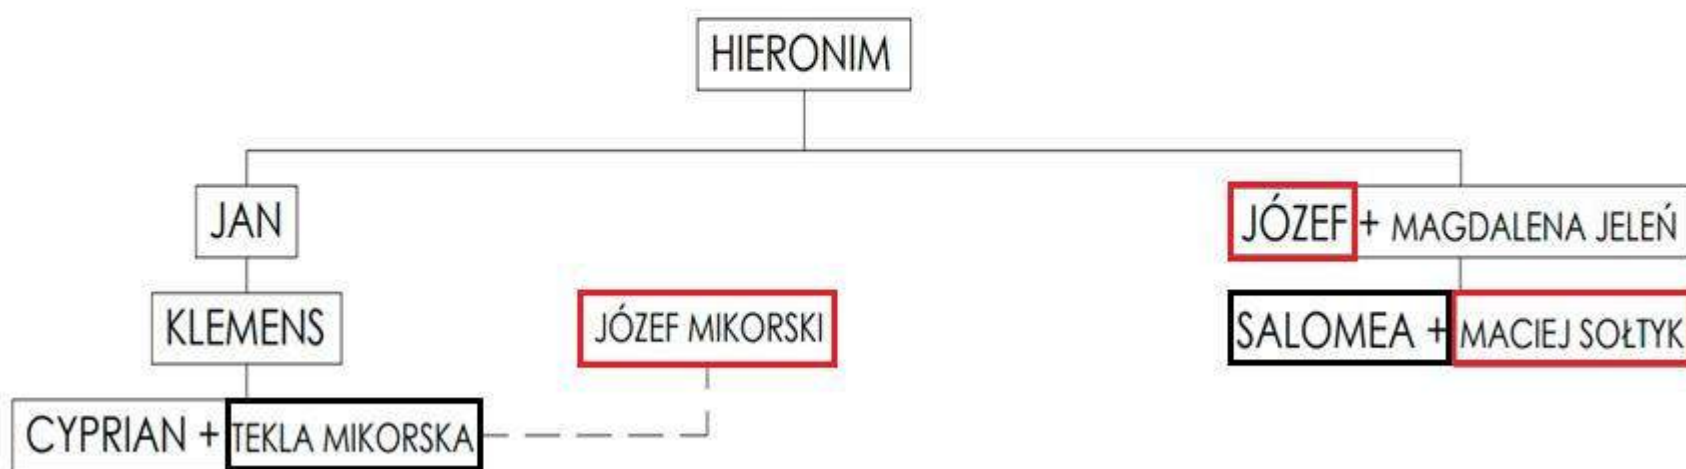 HIERONIM
JAN
JÓZEF + MAGDALENA JELEŃ
KLEMENS
JÓZEF MIKORSKI
SALOMEA + MACIEJ SOŁTYK
CYPRIAN + TEKLA MIKORSKA